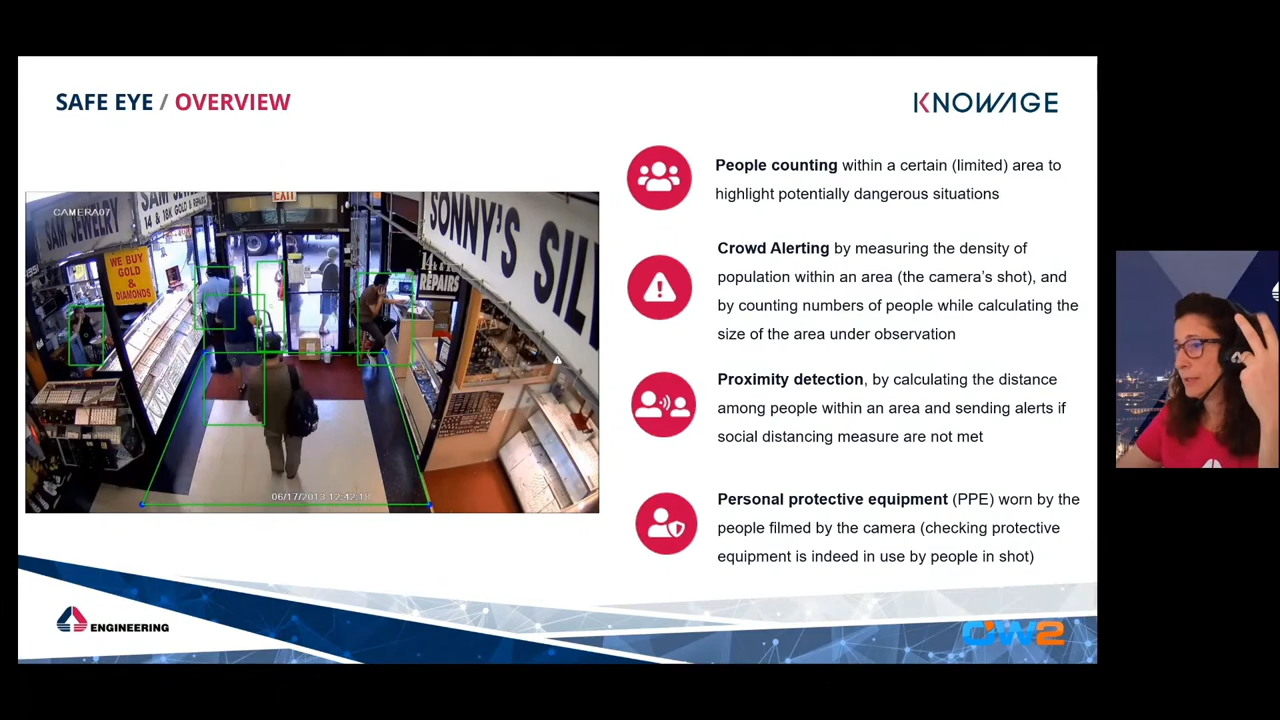 SAFE EYE / OVERVIEW
KNOWAGE
People counting within a certain (limited) area to
highlight potentially dangerous situations
Crowd Alerting by measuring the density of
population within an area (the camera's shot), and
by counting numbers of people while calculating the
size of the area under observation
Proximity detection, by calculating the distance
among people within an area and sending alerts if
social distancing measure are not met
Personal protective equipment (PPE) worn by the
people filmed by the camera (checking protective
equipment is indeed in use by people in shot)
CAMERA07
SAM JEWELRY
SAM JEWELRY
14 & 18K GOLD & REPAIRS
EXIT
WE BUY
GOLD
&
DIAMONDS
SONNY'S SIL
REPAIRS
06/17/2013 12:42:
ENGINEERING
OW2